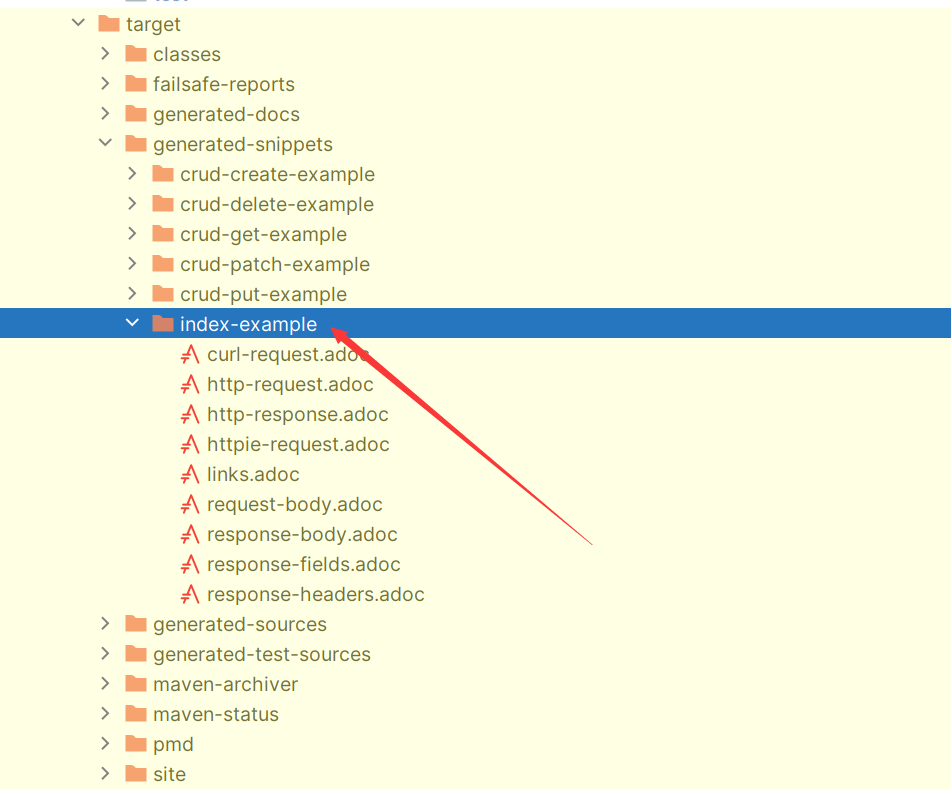 target
classes
failsafe-reports
generated-docs
generated-snippets
crud-create-example
crud-delete-example
crud-get-example
crud-patch-example
crud-put-example
index-example
curl-request.adoc
http-request.adoc
http-response.adoc
httpie-request.adoc
links.adoc
request-body.adoc
response-body.adoc
response-fields.adoc
response-headers.adoc
generated-sources
generated-test-sources
maven-archiver
maven-status
pmd
site